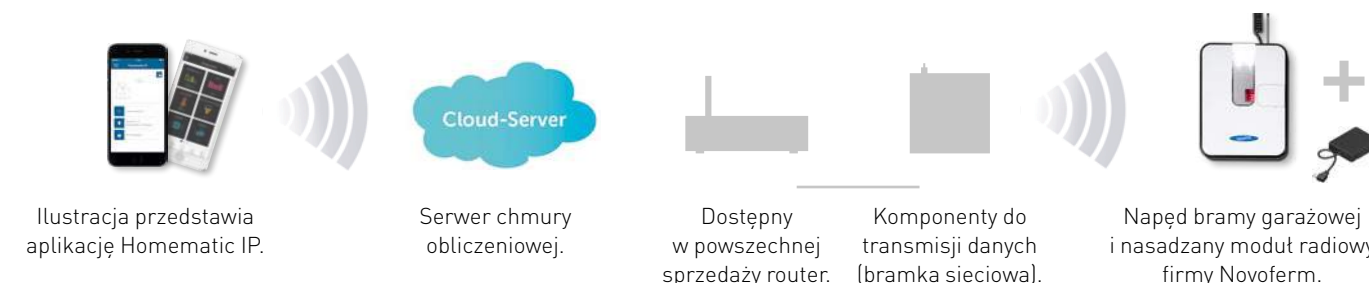 Cloud-Server
Ilustracja przedstawia
aplikację Homematic IP.
Serwer chmury
obliczeniowej.
Dostępny
w powszechnej
sprzedaży router.
Komponenty do
transmisji danych
(bramka sieciowa).
Napęd bramy garażowej
i nasadzany moduł radiowy
firmy Novoferm.